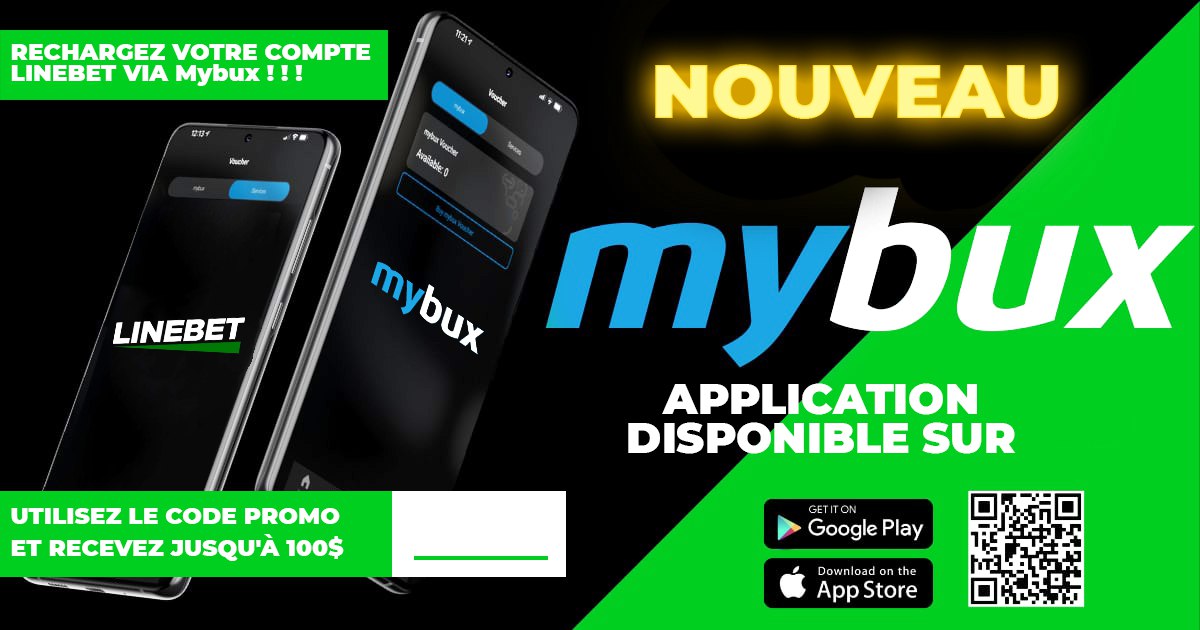 RECHARGEZ VOTRE COMPTE
LINEBET VIA Mybux ! ! !
12:13
Voucher
mybux
Services
LINEBET
11:21
Voucher
mybux
Services
mybux Voucher
Available: 0
Buy mybux Voucher
mybux
NOUVEAU
mybux
APPLICATION
DISPONIBLE SUR
UTILISEZ LE CODE PROMO
ET RECEVEZ JUSQU'À 100$
GET IT ON
Google Play
Download on the
App Store